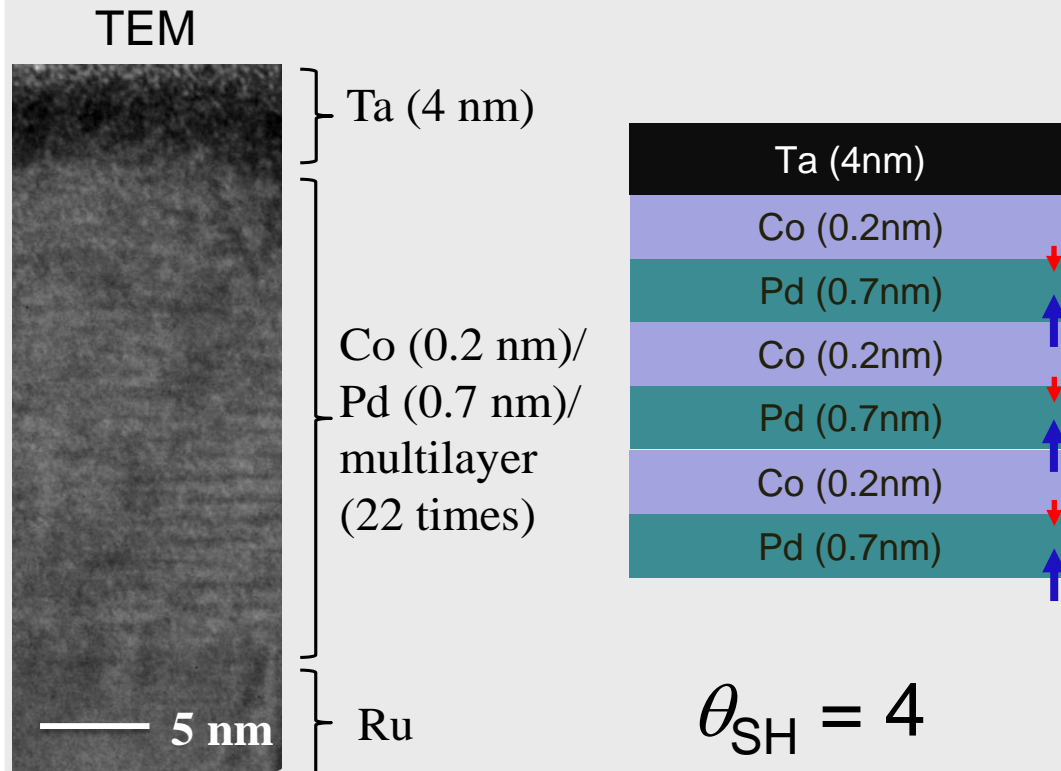 TEM
Ta (4 nm)
Co (0.2 nm)/
Pd (0.7 nm)/
multilayer
(22 times)
Ru
5 nm
Ta (4nm)
Co (0.2nm)
Pd (0.7nm)
Co (0.2nm)
Pd (0.7nm)
Co (0.2nm)
Pd (0.7nm)
θSH = 4